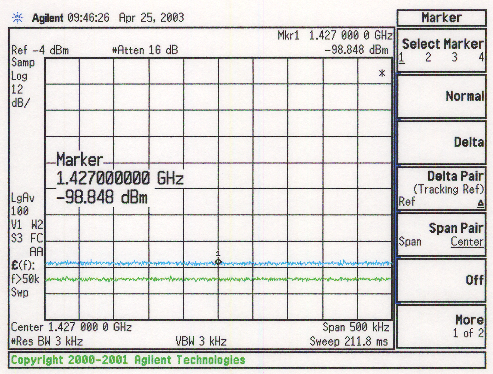 Agilent 09:46:26 Apr 25, 2003
Marker
Mkr1 1.427 000 0 GHz
Ref -4 dBm #Atten 16 dB -98.848 dBm
Samp
Log
12
dB/
*
Marker
1.427000000 GHz
-98.848 dBm
LgAv
100
V1 W2
S3 FC
AA
£(f):
f>50k
Swp
1
Center 1.427 000 0 GHz Span 500 kHz
#Res BW 3 kHz VBW 3 kHz Sweep 211.8 ms
Copyright 2000-2001 Agilent Technologies
Select Marker
1 2 3 4
Normal
Delta
Delta Pair
(Tracking Ref)
Ref Δ
Span Pair
Span Center
Off
More
1 of 2